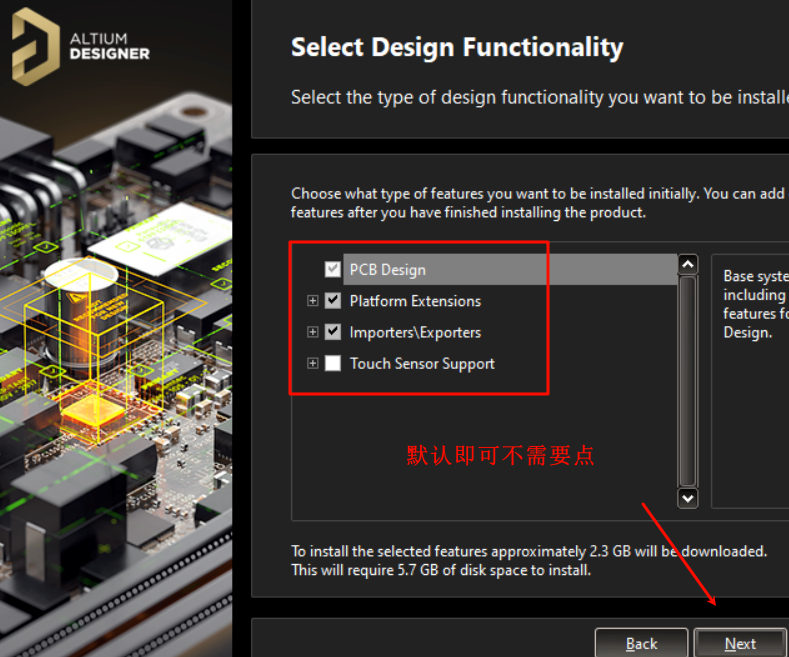 ALTIUM
DESIGNER
Select Design Functionality
Select the type of design functionality you want to be
Choose what type of features you want to be installed initially. You can add
features after you have finished installing the product.
PCB Design
Platform Extensions
Importers\Exporters
Touch Sensor Support
Base
including
features
Design.
默认即可不需要点
To install the selected features approximately 2.3 GB will be downloaded.
This will require 5.7 GB of disk space to install.
Back
Next